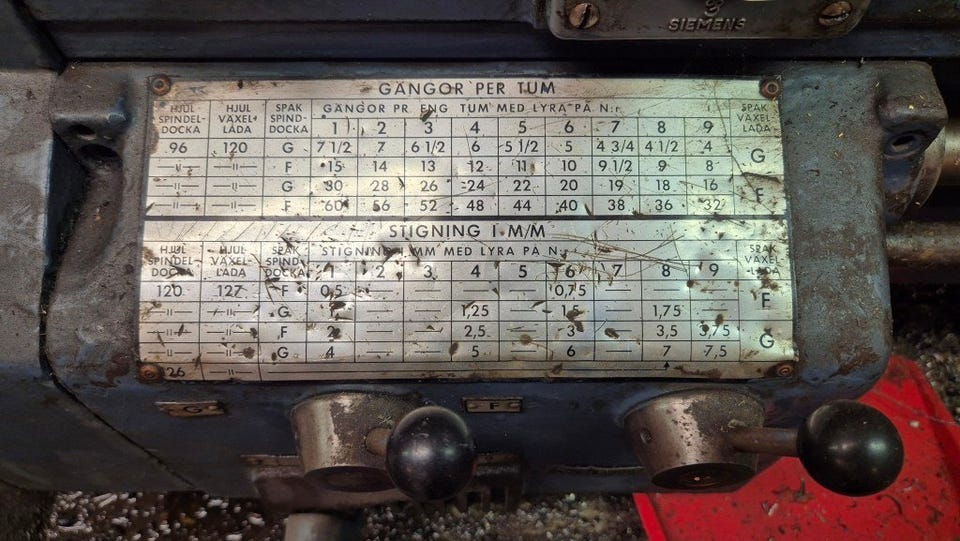 SIEMENS
GÄNGOR PER TUM
HJUL SPINDEL- DOCKA HJUL VÄXEL- LÅDA SPAK SPIND- DOCKA GÄNGOR PR. ENG. TUM MED LYRA PÅ N:r SPAK VÄXEL- LÅDA
1 2 3 4 5 6 7 8 9
96 120 G 7 1/2 7 6 1/2 6 5 1/2 5 4 3/4 4 1/2 4 G
—"— —"— F 15 14 13 12 11 10 9 1/2 9 8
—"— —"— G 30 28 26 24 22 20 19 18 16 F
—"— —"— F 60 56 52 48 44 40 38 36 32
STIGNING I M/M
HJUL SPINDEL- DOCKA HJUL VÄXEL- LÅDA SPAK SPIND- DOCKA STIGNING I MM MED LYRA PÅ N:r SPAK VÄXEL- LÅDA
1 2 3 4 5 6 7 8 9
120 127 F 0,5 — — — — 0,75 — — — F
—"— —"— G 1 — — 1,25 — 1,5 — 1,75 —
—"— —"— F 2 — — 2,5 — 3 — 3,5 3,75 G
—"— —"— G 4 — — 5 — 6 — 7 7,5
126 —"—
G F